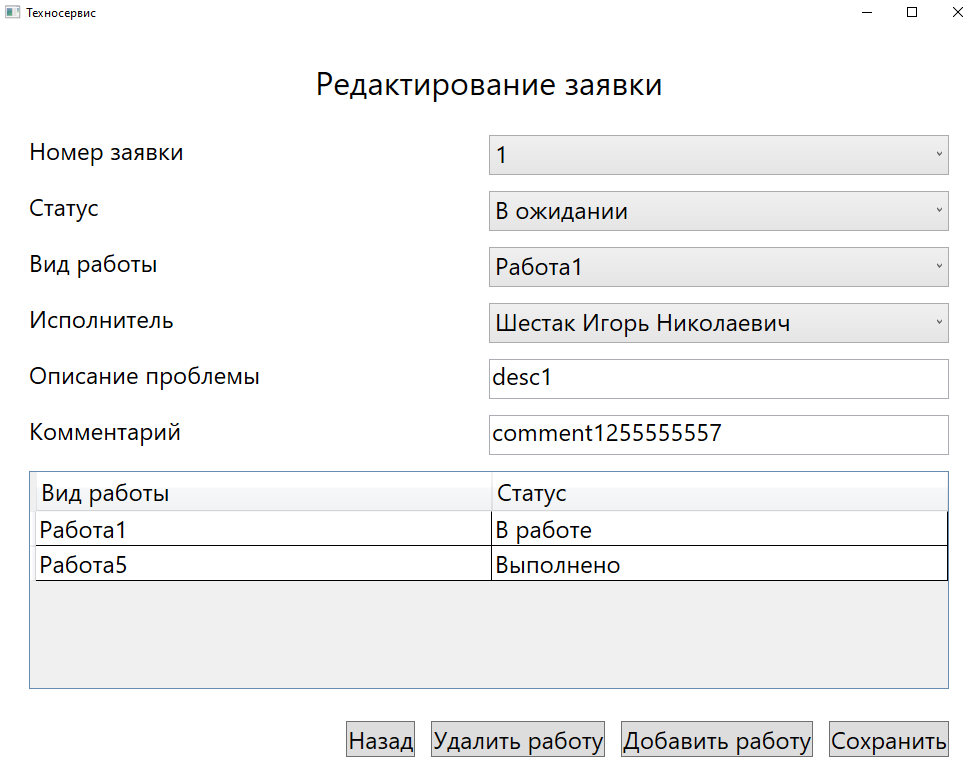 Техносервис
Редактирование заявки
Номер заявки 1
Статус В ожидании
Вид работы Работа1
Исполнитель Шестак Игорь Николаевич
Описание проблемы desc1
Комментарий comment1255555557
Вид работы Статус
Работа1 В работе
Работа5 Выполнено
Назад Удалить работу Добавить работу Сохранить